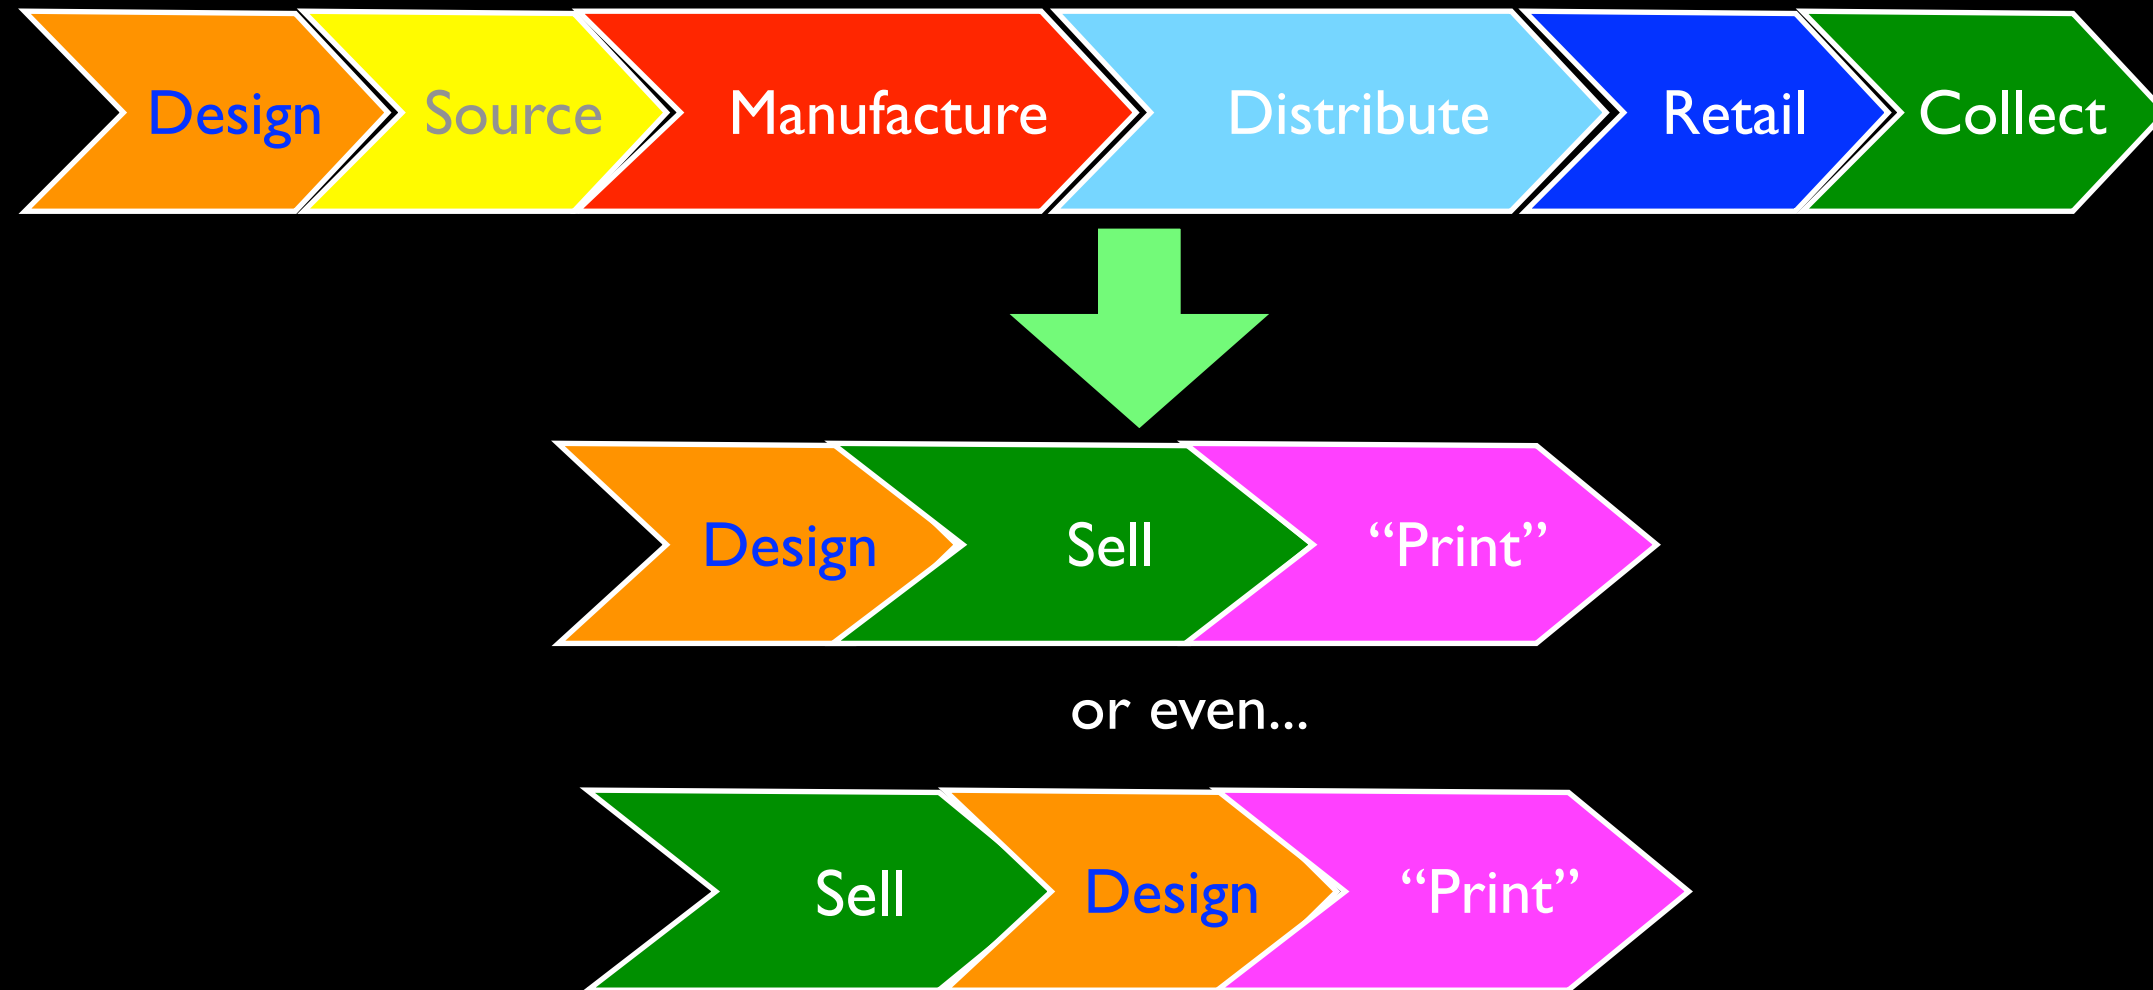 Design Source Manufacture Distribute Retail Collect
Design Sell “Print”
or even...
Sell Design “Print”